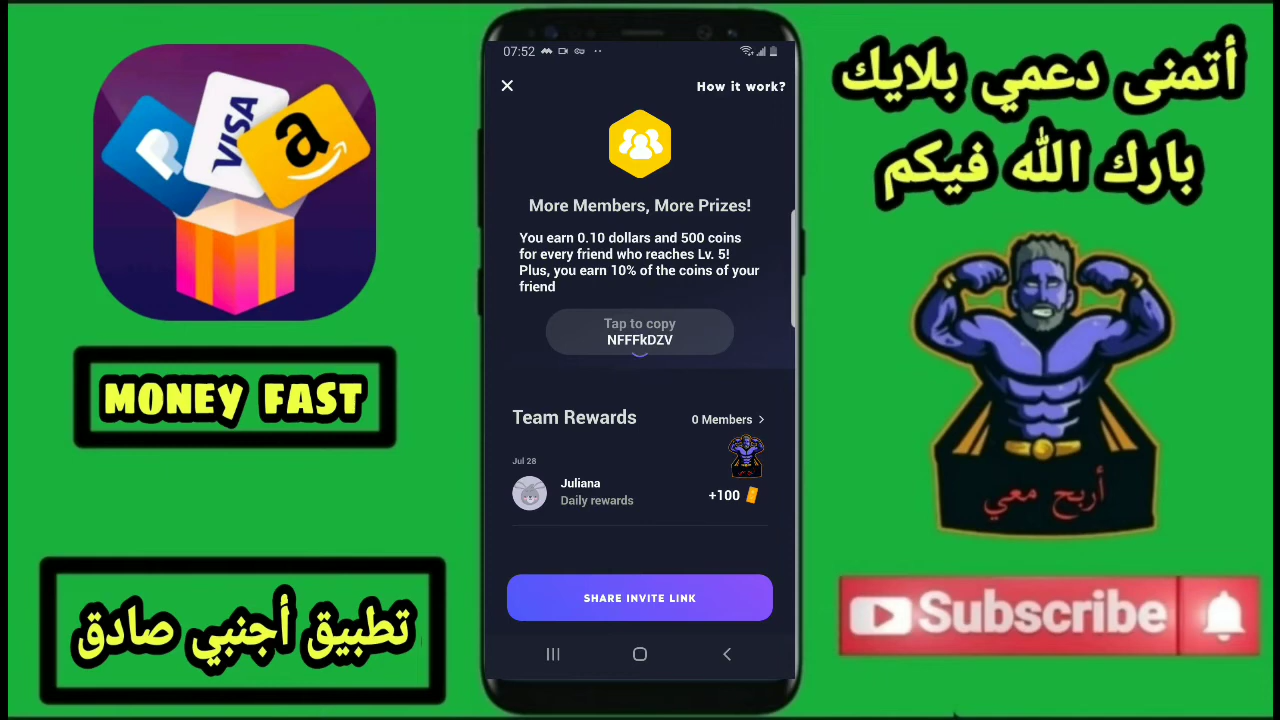 VISA
a
MONEY FAST
تطبيق أجنبي صادق
07:52
How it work?
More Members, More Prizes!
You earn 0.10 dollars and 500 coins
for every friend who reaches Lv. 5!
Plus, you earn 10% of the coins of your
friend
Tap to copy
NFFFkDZV
Team Rewards
0 Members >
Jul 28
Juliana
Daily rewards
+100
SHARE INVITE LINK
أتمنى دعمي بلايك
بارك الله فيكم
أربح معي
Subscribe